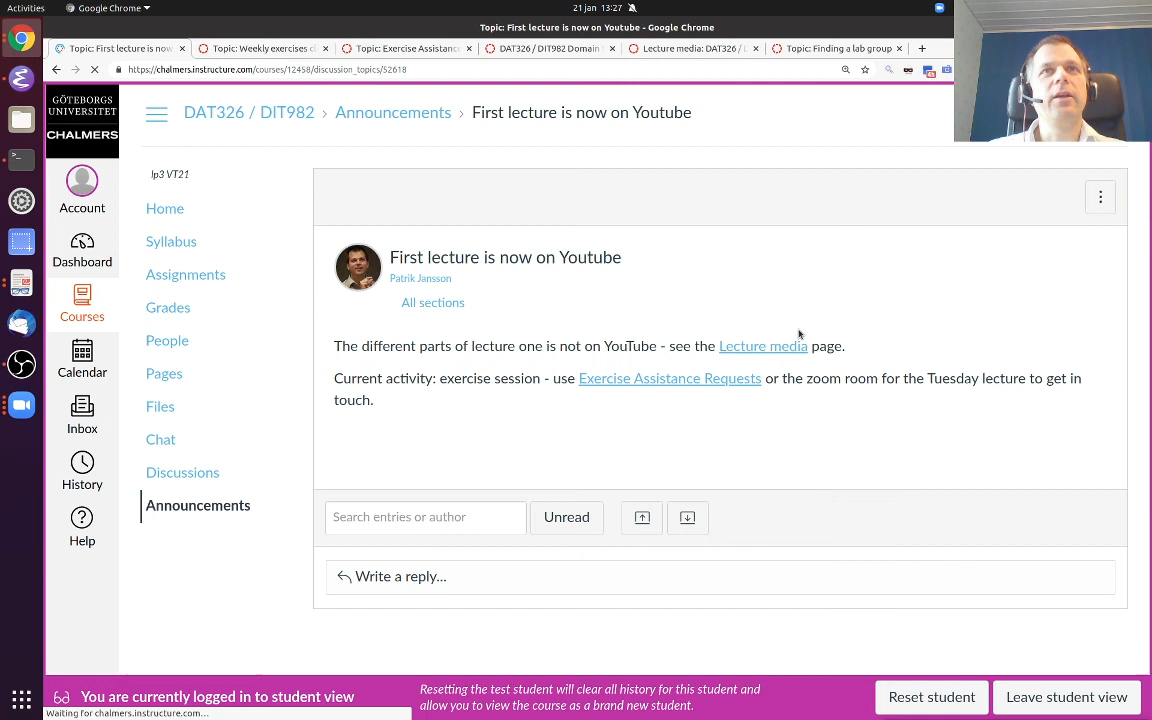 Activities
Google Chrome
21 jan 13:27
Topic: First lecture is now on Youtube - Google Chrome
Topic: First lecture is now
Topic: Weekly exercises c
Topic: Exercise Assistanc
DAT326 / DIT982 Domain
Lecture media: DAT326 /
Topic: Finding a lab group
chalmers.instructure.com/courses/12458/discussion_topics/52618
GÖTEBORGS
UNIVERSITET
CHALMERS
Account
Dashboard
Courses
Calendar
Inbox
History
Help
DAT326 / DIT982 › Announcements › First lecture is now on Youtube
lp3 VT21
Home
Syllabus
Assignments
Grades
People
Pages
Files
Chat
Discussions
Announcements
First lecture is now on Youtube
Patrik Jansson
All sections
The different parts of lecture one is not on YouTube - see the Lecture media page.
Current activity: exercise session - use Exercise Assistance Requests or the zoom room for the Tuesday lecture to get in
touch.
Search entries or author
Unread
Write a reply...
You are currently logged in to student view
Resetting the test student will clear all history for this student and
allow you to view the course as a brand new student.
Reset student
Leave student view
Waiting for chalmers.instructure.com...